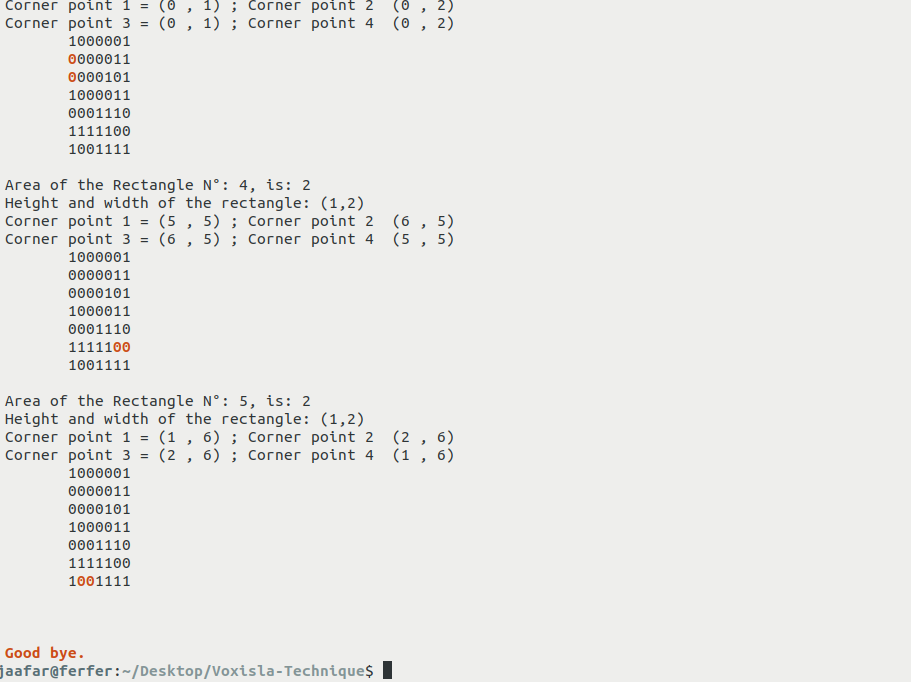 Corner point 1 = (0 , 1) ; Corner point 2  (0 , 2)
Corner point 3 = (0 , 1) ; Corner point 4  (0 , 2)
1000001
0000011
0000101
1000011
0001110
1111100
1001111
Area of the Rectangle N°: 4, is: 2
Height and width of the rectangle: (1,2)
Corner point 1 = (5 , 5) ; Corner point 2  (6 , 5)
Corner point 3 = (6 , 5) ; Corner point 4  (5 , 5)
1000001
0000011
0000101
1000011
0001110
1111100
1001111
Area of the Rectangle N°: 5, is: 2
Height and width of the rectangle: (1,2)
Corner point 1 = (1 , 6) ; Corner point 2  (2 , 6)
Corner point 3 = (2 , 6) ; Corner point 4  (1 , 6)
1000001
0000011
0000101
1000011
0001110
1111100
1001111
Good bye.
jaafar@ferfer:~/Desktop/Voxisla-Technique$